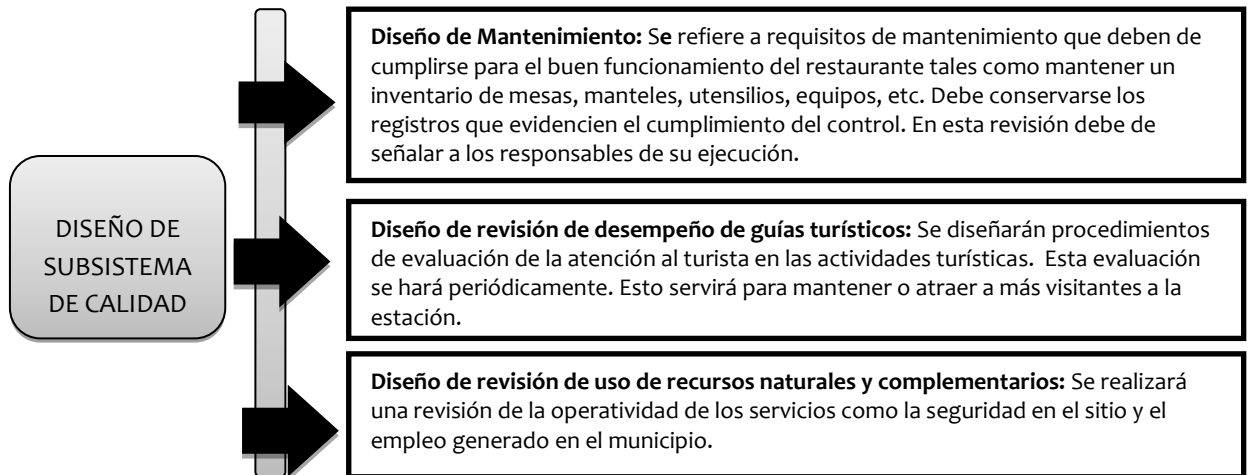 Diseño de Mantenimiento: Se refiere a requisitos de mantenimiento que deben de
cumplirse para el buen funcionamiento del restaurante tales como mantener un
inventario de mesas, manteles, utensilios, equipos, etc. Debe conservarse los
registros que evidencien el cumplimiento del control. En esta revisión debe de
señalar a los responsables de su ejecución.
DISEÑO DE
SUBSISTEMA
DE CALIDAD
Diseño de revisión de desempeño de guías turísticos: Se diseñarán procedimientos
de evaluación de la atención al turista en las actividades turísticas. Esta evaluación
se hará periódicamente. Esto servirá para mantener o atraer a más visitantes a la
estación.
Diseño de revisión de uso de recursos naturales y complementarios: Se realizará
una revisión de la operatividad de los servicios como la seguridad en el sitio y el
empleo generado en el municipio.